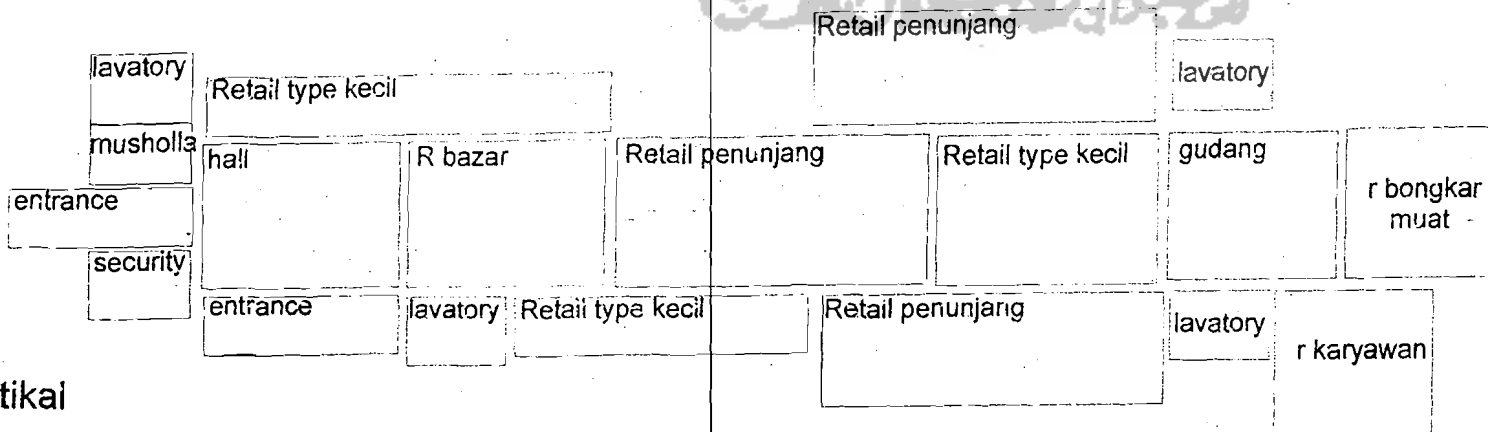 Retail penunjang
lavatory
lavatory
Retail type kecil
musholla
hall
R bazar
Retail penunjang
Retail type kecil
gudang
r bongkar
muat
entrance
security
entrance
lavatory
Retail type kecil
Retail penunjang
lavatory
r karyawan
tikal